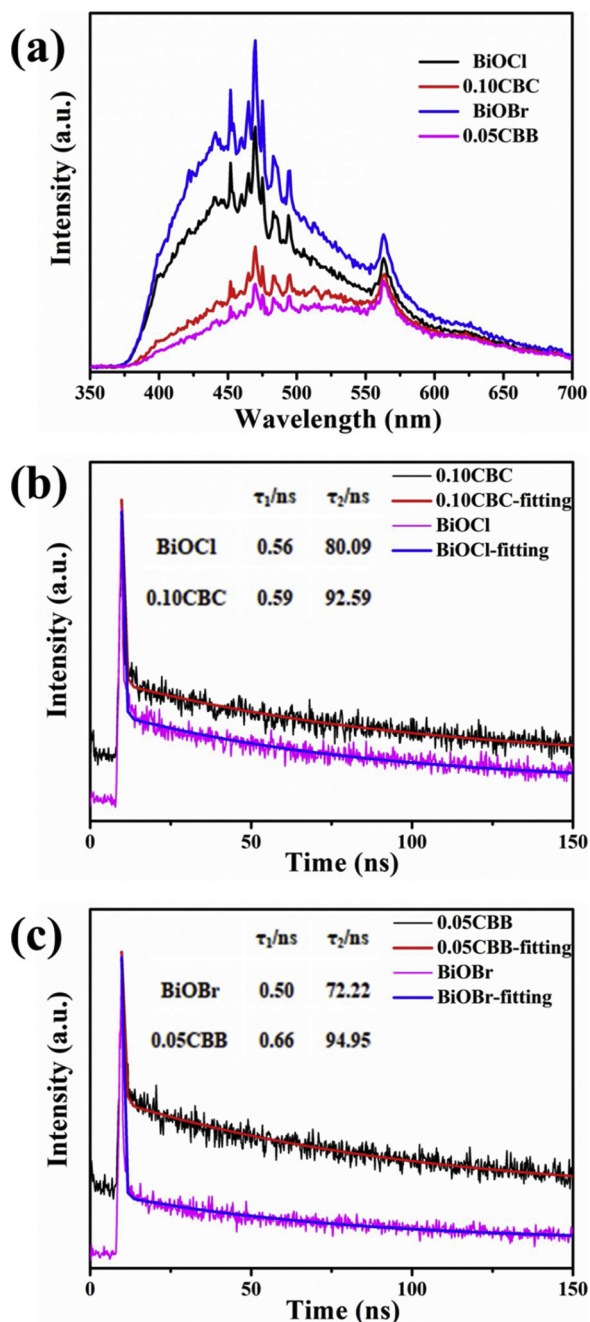 (a)
BiOCl
0.10CBC
BiOBr
0.05CBB
Intensity (a.u.)
350 400 450 500 550 600 650 700
Wavelength (nm)
(b)
τ1/ns τ2/ns
BiOCl 0.56 80.09
0.10CBC 0.59 92.59
0.10CBC
0.10CBC-fitting
BiOCl
BiOCl-fitting
Intensity (a.u.)
0 50 100 150
Time (ns)
(c)
τ1/ns τ2/ns
BiOBr 0.50 72.22
0.05CBB 0.66 94.95
0.05CBB
0.05CBB-fitting
BiOBr
BiOBr-fitting
Intensity (a.u.)
0 50 100 150
Time (ns)